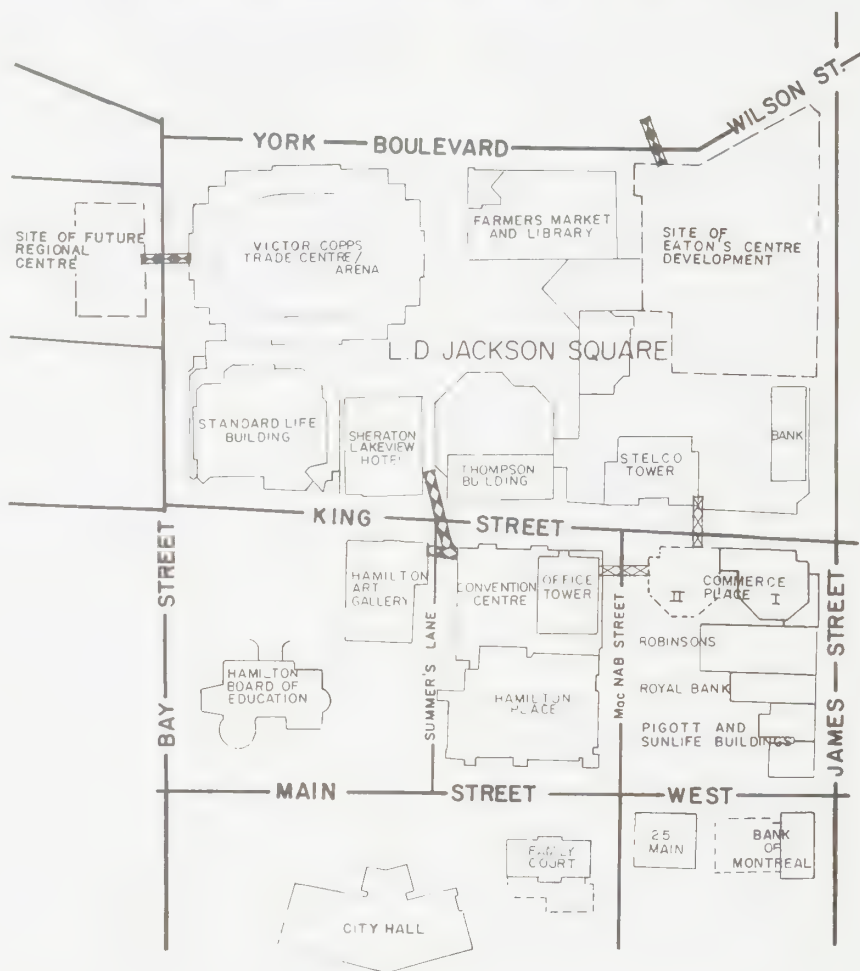 WILSON ST.
YORK BOULEVARD
SITE OF FUTURE
REGIONAL
CENTRE
VICTOR COPPS
TRADE CENTRE/
ARENA
FARMERS MARKET
AND LIBRARY
SITE OF
EATON'S CENTRE
DEVELOPMENT
L.D JACKSON SQUARE
STANDARD LIFE
BUILDING
SHERATON
LAKEVIEW
HOTEL
THOMPSON
BUILDING
STELCO
TOWER
BANK
KING STREET
BAY STREET
HAMILTON
ART
GALLERY
SUMMER'S LANE
CONVENTION
CENTRE
OFFICE
TOWER
MacNAB STREET
COMMERCE
PLACE
II
I
JAMES STREET
ROBINSONS
HAMILTON
BOARD OF
EDUCATION
HAMILTON
PLACE
ROYAL BANK
PIGOTT AND
SUNLIFE BUILDINGS
MAIN STREET WEST
FAMILY
COURT
25
MAIN
BANK
OF
MONTREAL
CITY HALL